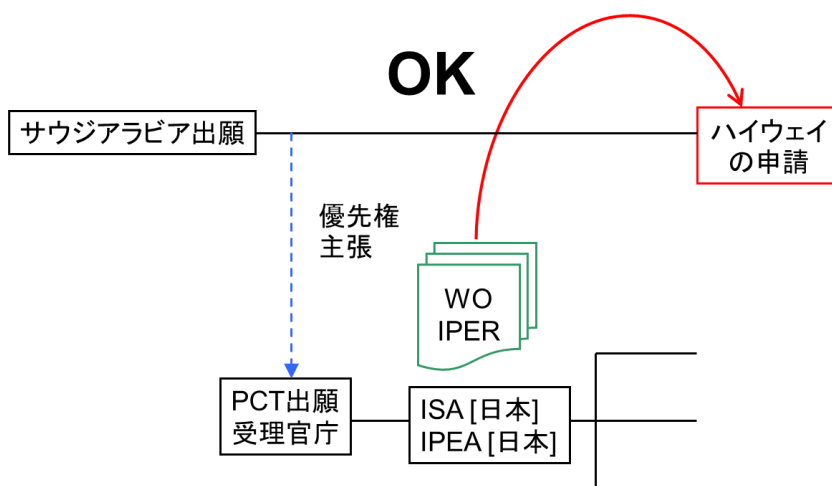 OK
サウジアラビア出願
ハイウェイ
の申請
優先権
主張
WO
IPER
PCT出願
受理官庁
ISA [日本]
IPEA [日本]